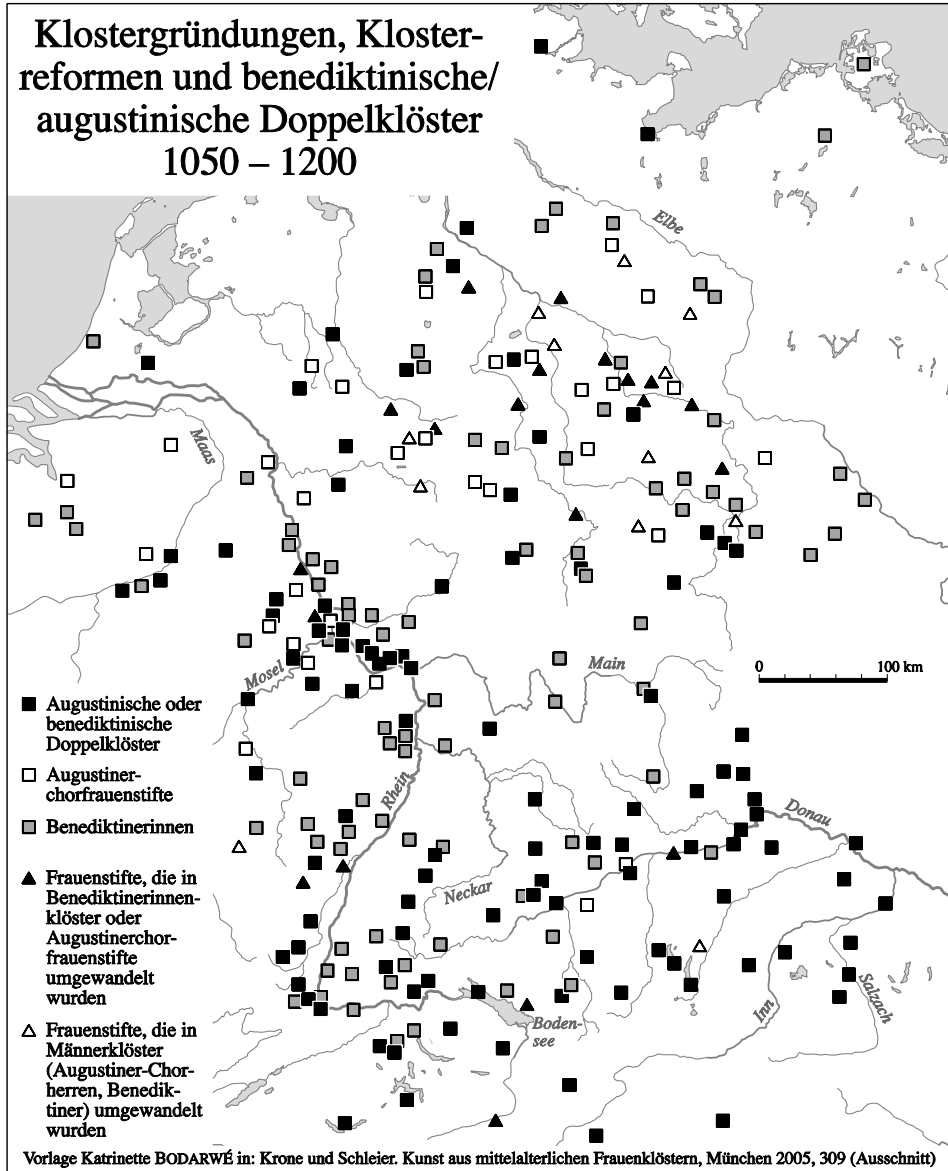 Klostergründungen, Kloster-
reformen und benediktinische/
augustinische Doppelklöster
1050 – 1200
Elbe
Maas
Mosel
Main
0 100 km
Rhein
Donau
Neckar
Inn
Salzach
Boden-
see
Augustinische oder
benediktinische
Doppelklöster
Augustiner-
chorfrauenstifte
Benediktinerinnen
Frauenstifte, die in
Benediktinerinnen-
klöster oder
Augustinerchor-
frauenstifte
umgewandelt
wurden
Frauenstifte, die in
Männerklöster
(Augustiner-Chor-
herren, Benedik-
tiner) umgewandelt
wurden
Vorlage Katrinette BODARWÉ in: Krone und Schleier. Kunst aus mittelalterlichen Frauenklöstern, München 2005, 309 (Ausschnitt)